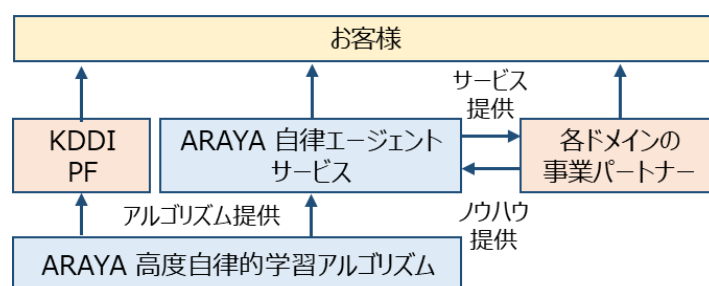 お客様
サービス
提供
KDDI
PF
ARAYA 自律エージェント
サービス
各ドメインの
事業パートナー
アルゴリズム提供
ノウハウ
提供
ARAYA 高度自律的学習アルゴリズム